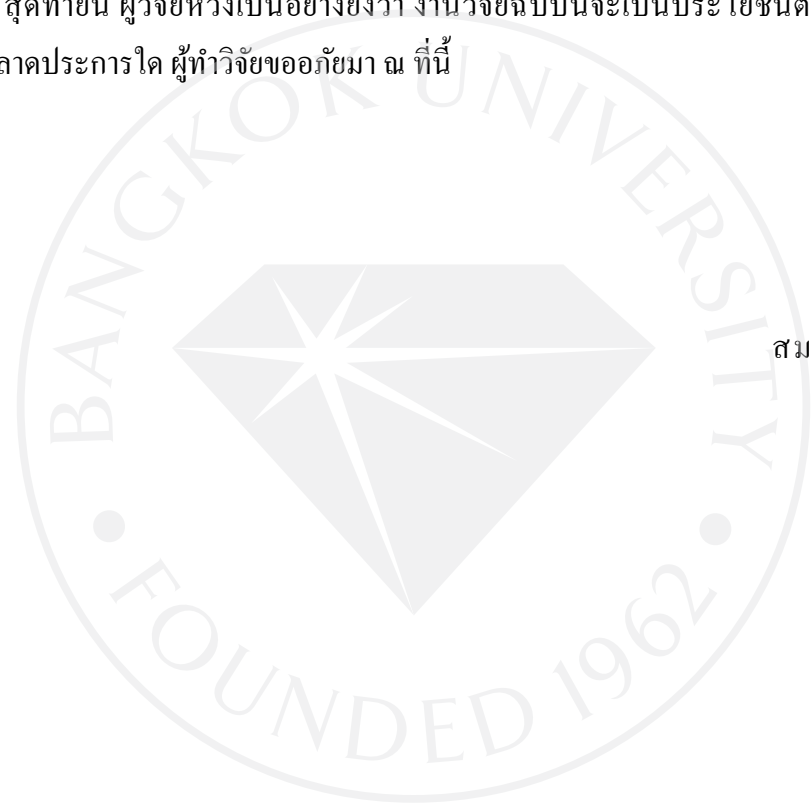 สุดท้ายนี้ ผู้วิจัยหวังเป็นอย่างยิ่งว่า งานวิจัยฉบับนี้จะเป็นประโยชน์ต
ลาดประการใด ผู้ทำวิจัยขออภัยมา ณ ที่นี้
สม
BANGKOK UNIVERSITY
• FOUNDED 1962 •